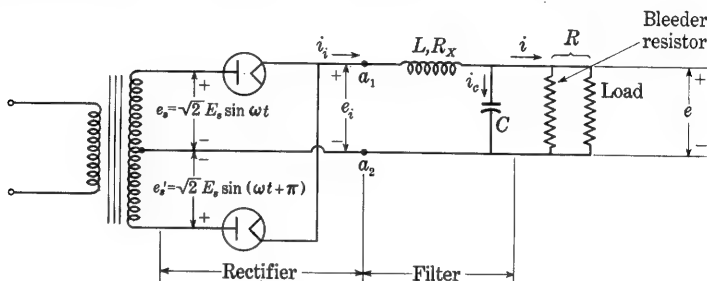 Bleeder
resistor
i_i
L, R_x
i
R
a_1
i_c
Load
e_s = √2 E_s sin ωt
e_i
C
e
a_2
e_s′ = √2 E_s sin (ωt + π)
Rectifier
Filter
+
−
−
+
+
−
+
−